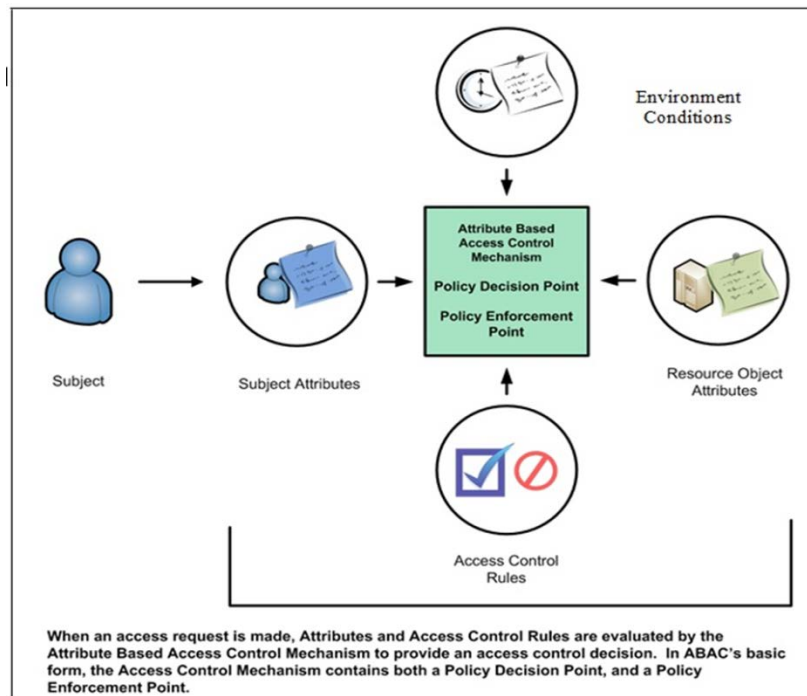 Environment
Conditions
Attribute Based
Access Control
Mechanism
Policy Decision Point
Policy Enforcement
Point
Subject
Subject Attributes
Resource Object
Attributes
Access Control
Rules
When an access request is made, Attributes and Access Control Rules are evaluated by the
Attribute Based Access Control Mechanism to provide an access control decision.  In ABAC's basic
form, the Access Control Mechanism contains both a Policy Decision Point, and a Policy
Enforcement Point.